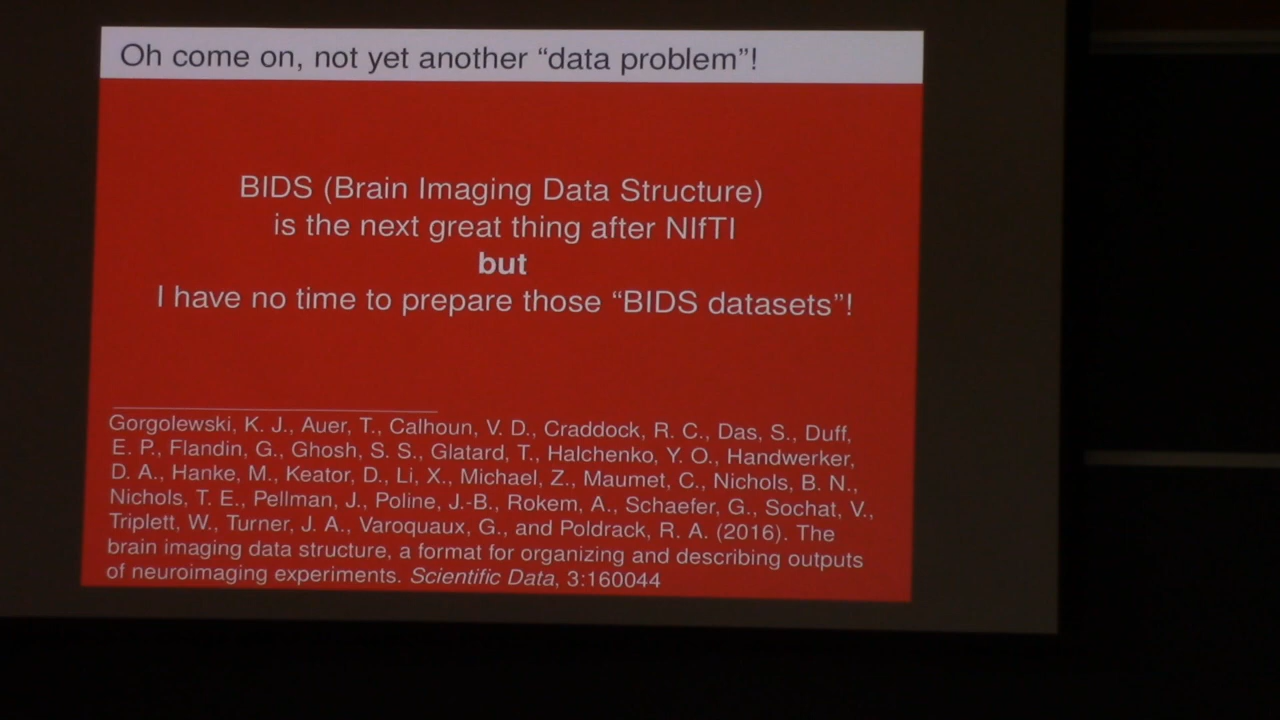 Oh come on, not yet another “data problem”!
BIDS (Brain Imaging Data Structure)
is the next great thing after NIfTI
but
I have no time to prepare those “BIDS datasets”!
Gorgolewski, K. J., Auer, T., Calhoun, V. D., Craddock, R. C., Das, S., Duff,
E. P., Flandin, G., Ghosh, S. S., Glatard, T., Halchenko, Y. O., Handwerker,
D. A., Hanke, M., Keator, D., Li, X., Michael, Z., Maumet, C., Nichols, B. N.,
Nichols, T. E., Pellman, J., Poline, J.-B., Rokem, A., Schaefer, G., Sochat, V.,
Triplett, W., Turner, J. A., Varoquaux, G., and Poldrack, R. A. (2016). The
brain imaging data structure, a format for organizing and describing outputs
of neuroimaging experiments. Scientific Data, 3:160044